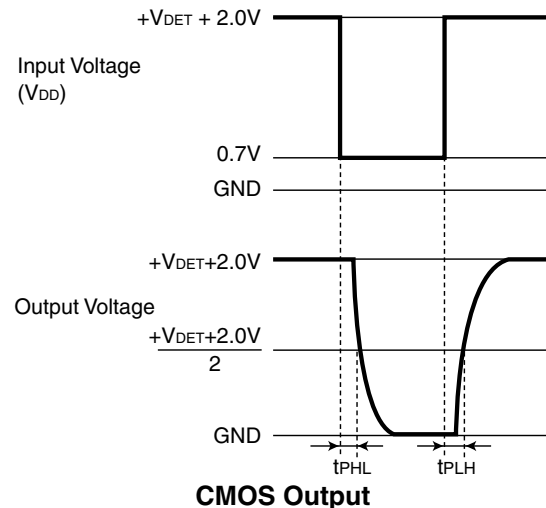 +VDET + 2.0V
Input Voltage
(VDD)
0.7V
GND
+VDET+2.0V
Output Voltage
+VDET+2.0V
2
GND
tPHL
tPLH
CMOS Output